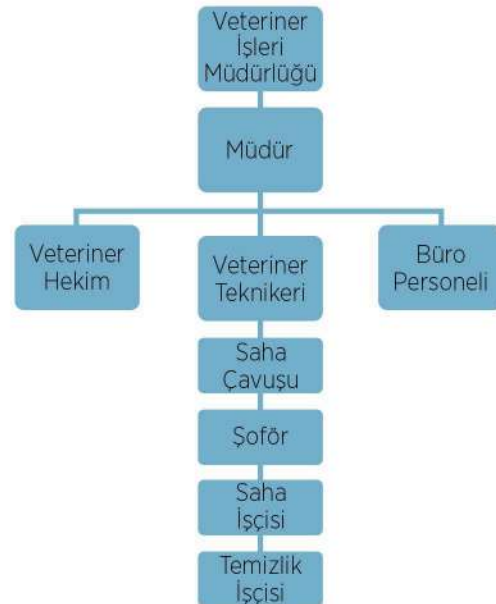 Veteriner
İşleri
Müdürlüğü
Müdür
Veteriner
Hekim
Veteriner
Teknikeri
Büro
Personeli
Saha
Çavuşu
Şoför
Saha
İşçisi
Temizlik
İşçisi